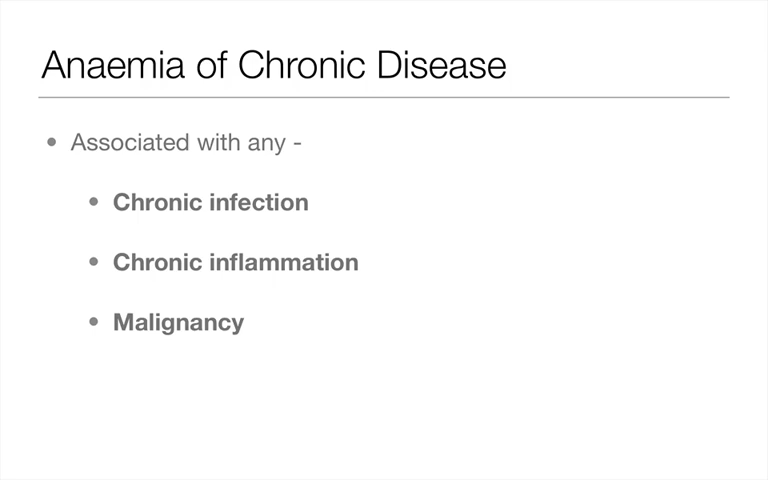 Anaemia of Chronic Disease
• Associated with any -
• Chronic infection
• Chronic inflammation
• Malignancy